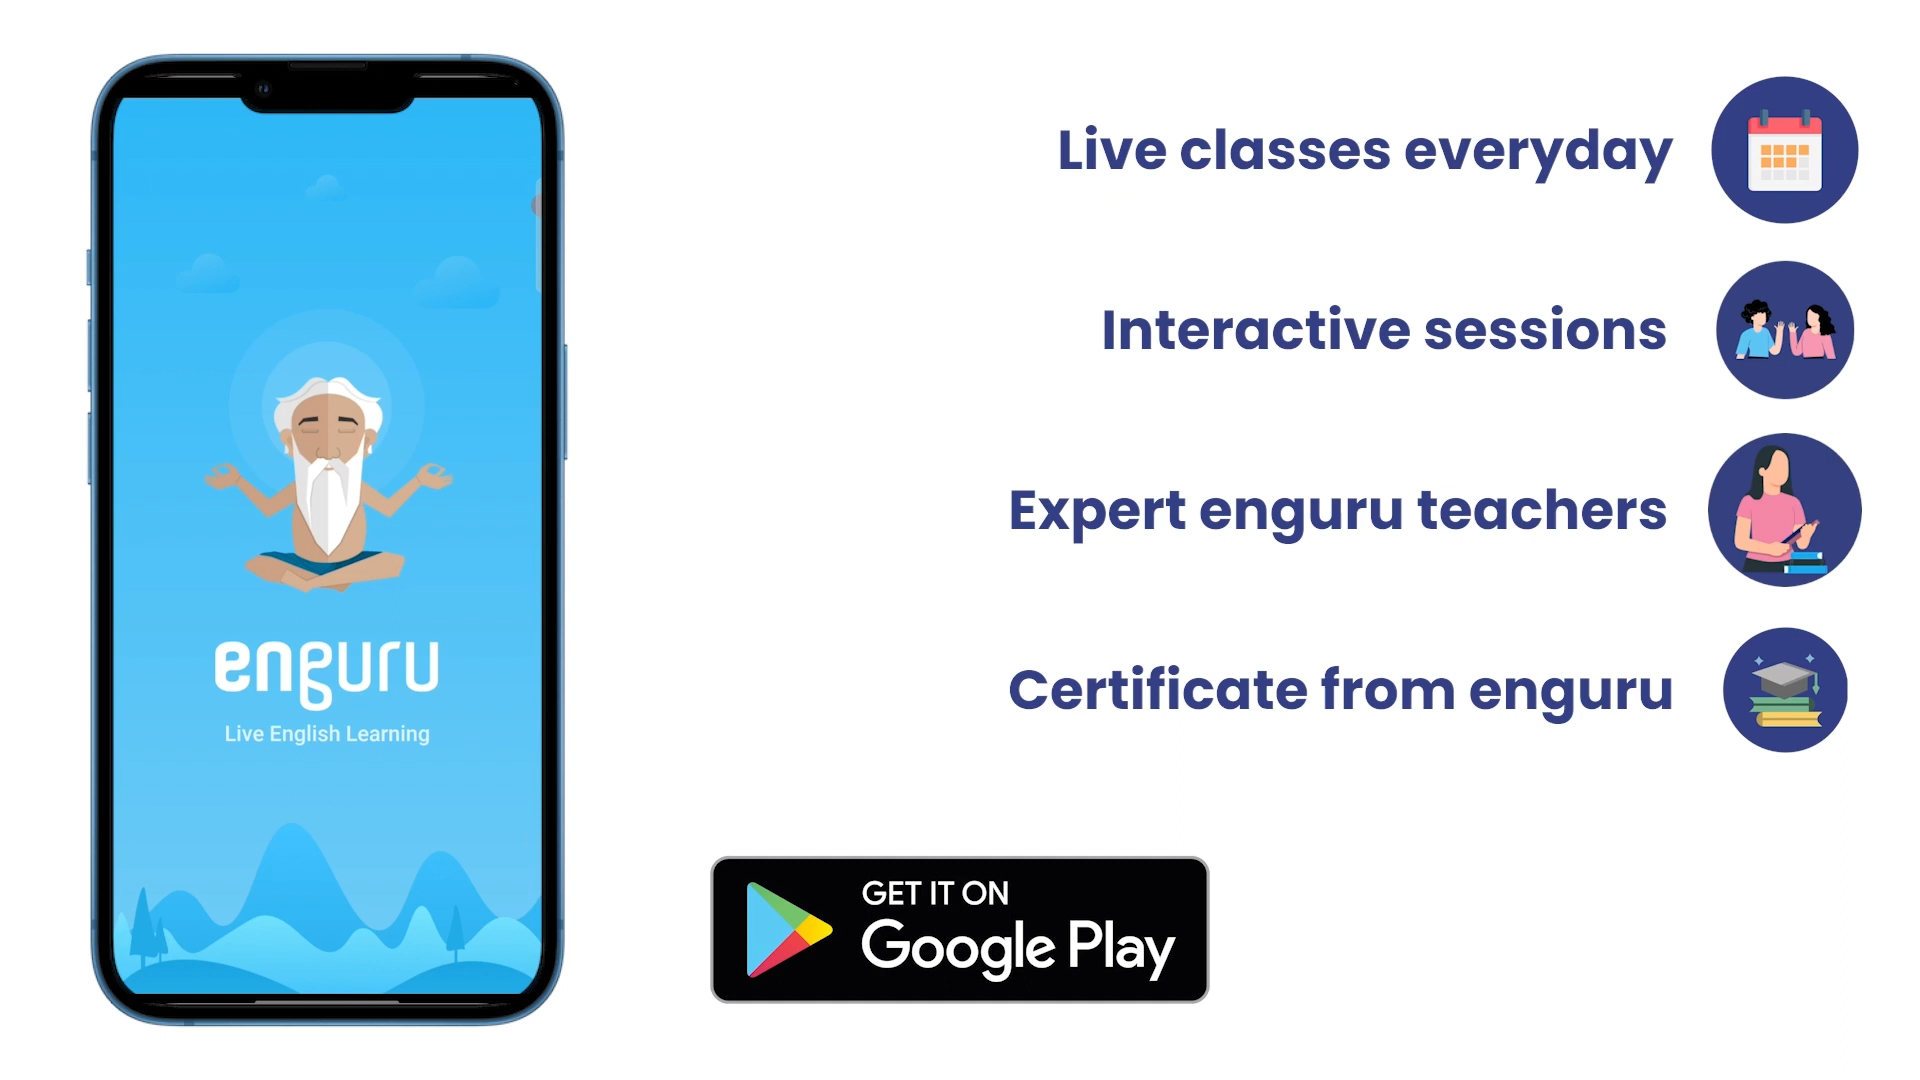 enguru
Live English Learning
Live classes everyday
Interactive sessions
Expert enguru teachers
Certificate from enguru
GET IT ON
Google Play